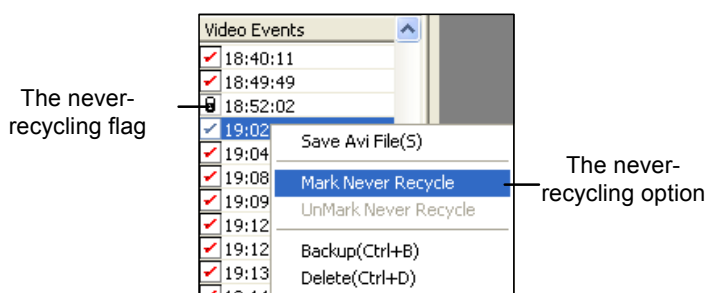 Video Events
18:40:11
18:49:49
The never-
recycling flag
18:52:02
19:02
Save Avi File(S)
19:04
19:08
Mark Never Recycle
The never-
recycling option
19:09
UnMark Never Recycle
19:12
19:12
Backup(Ctrl+B)
19:13
Delete(Ctrl+D)